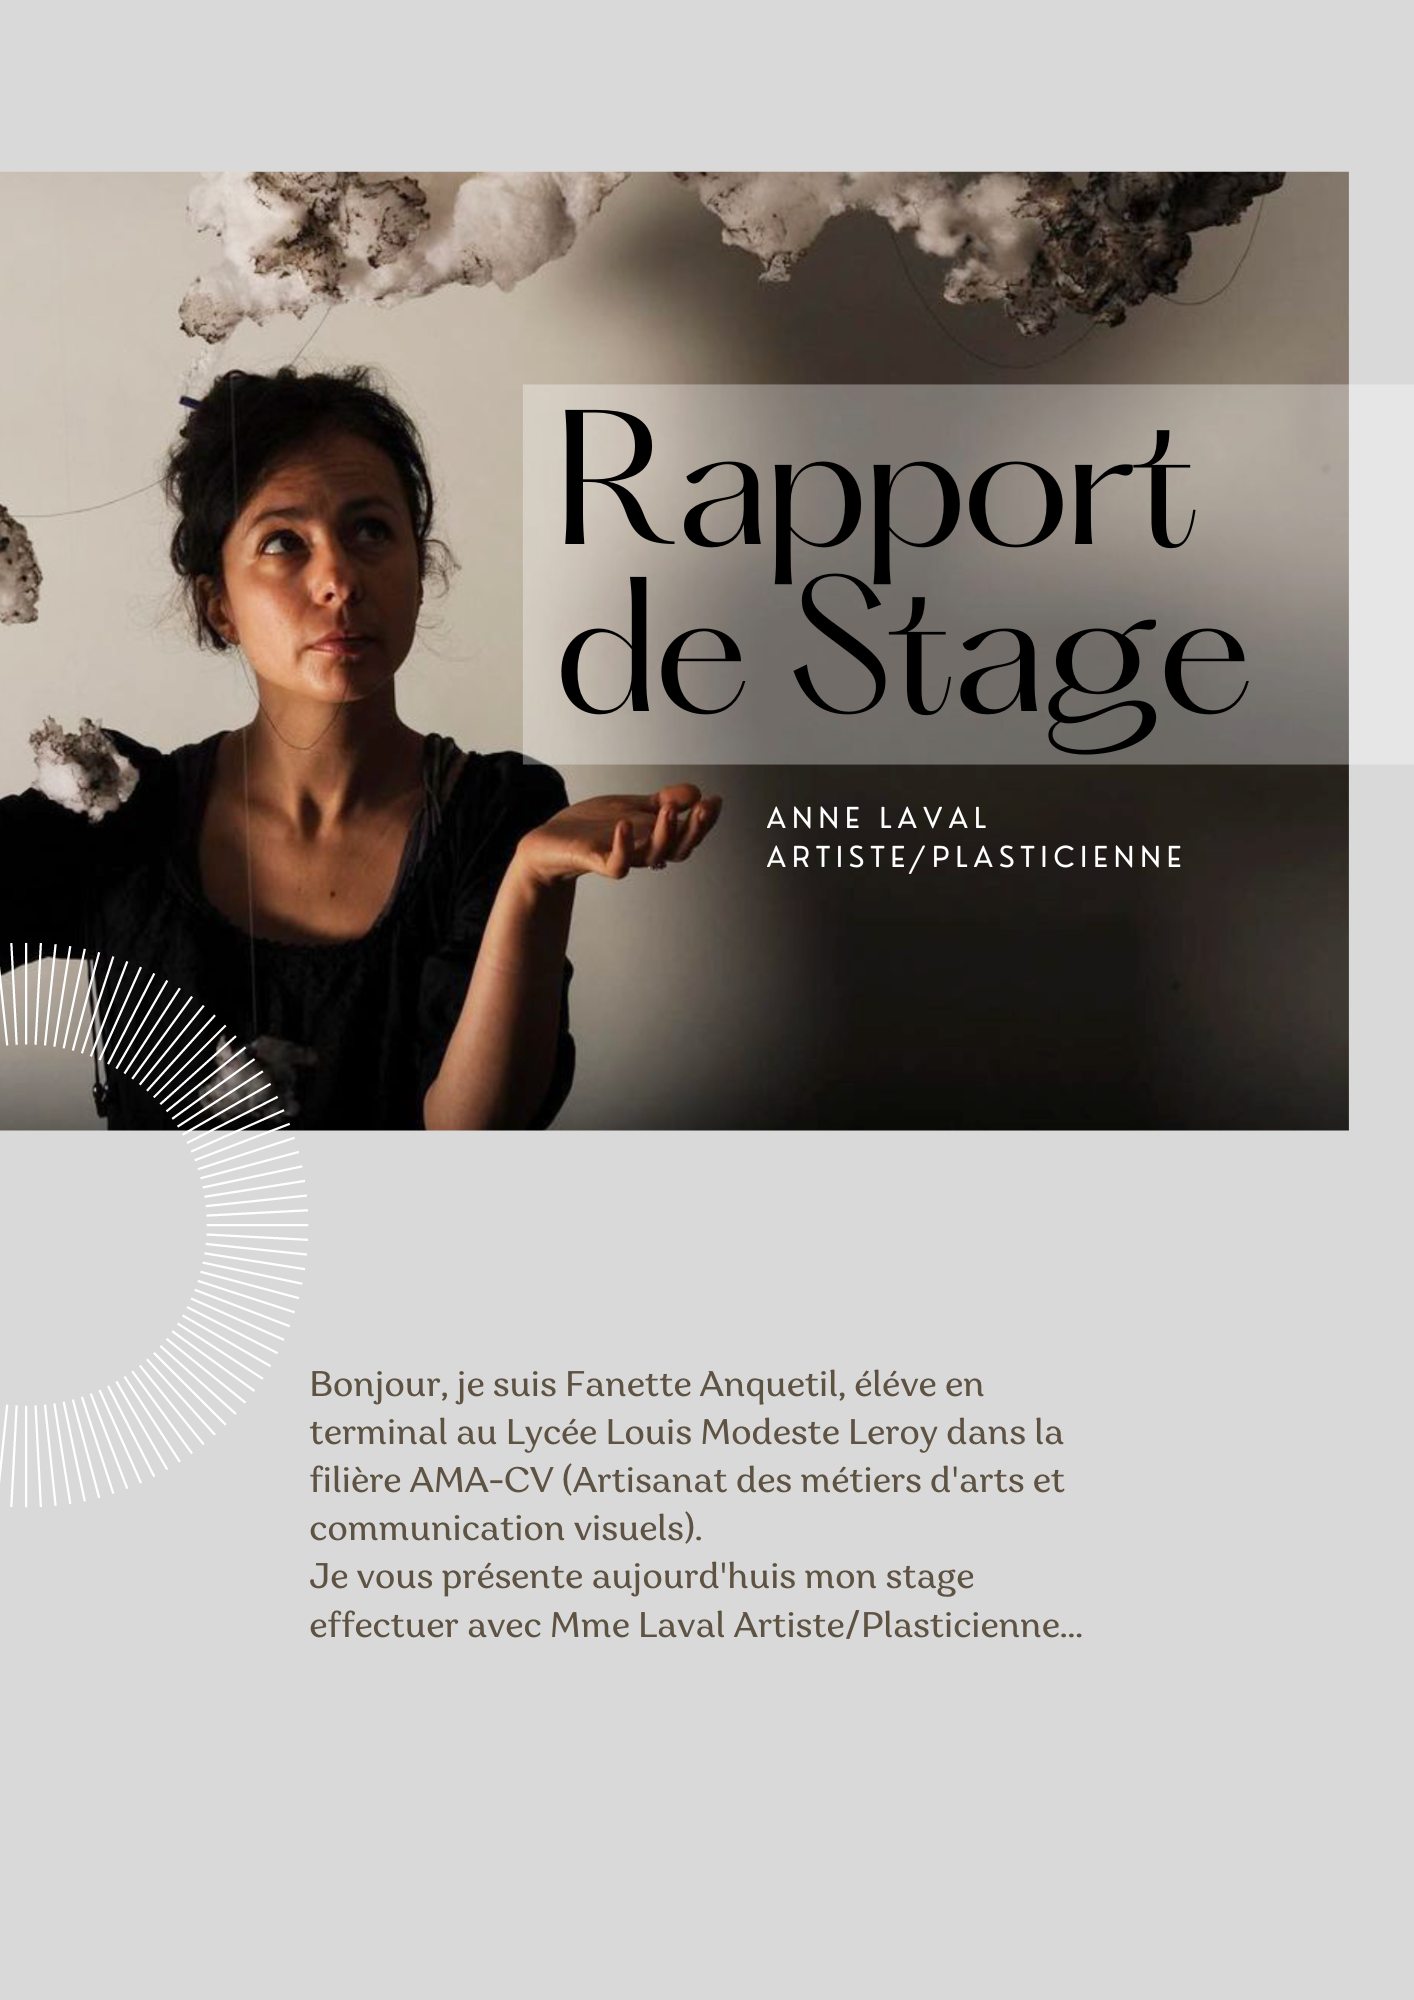 Rapport
de Stage
ANNE LAVAL
ARTISTE/PLASTICIENNE
Bonjour, je suis Fanette Anquetil, éléve en
terminal au Lycée Louis Modeste Leroy dans la
filière AMA-CV (Artisanat des métiers d'arts et
communication visuels).
Je vous présente aujourd'huis mon stage
effectuer avec Mme Laval Artiste/Plasticienne...